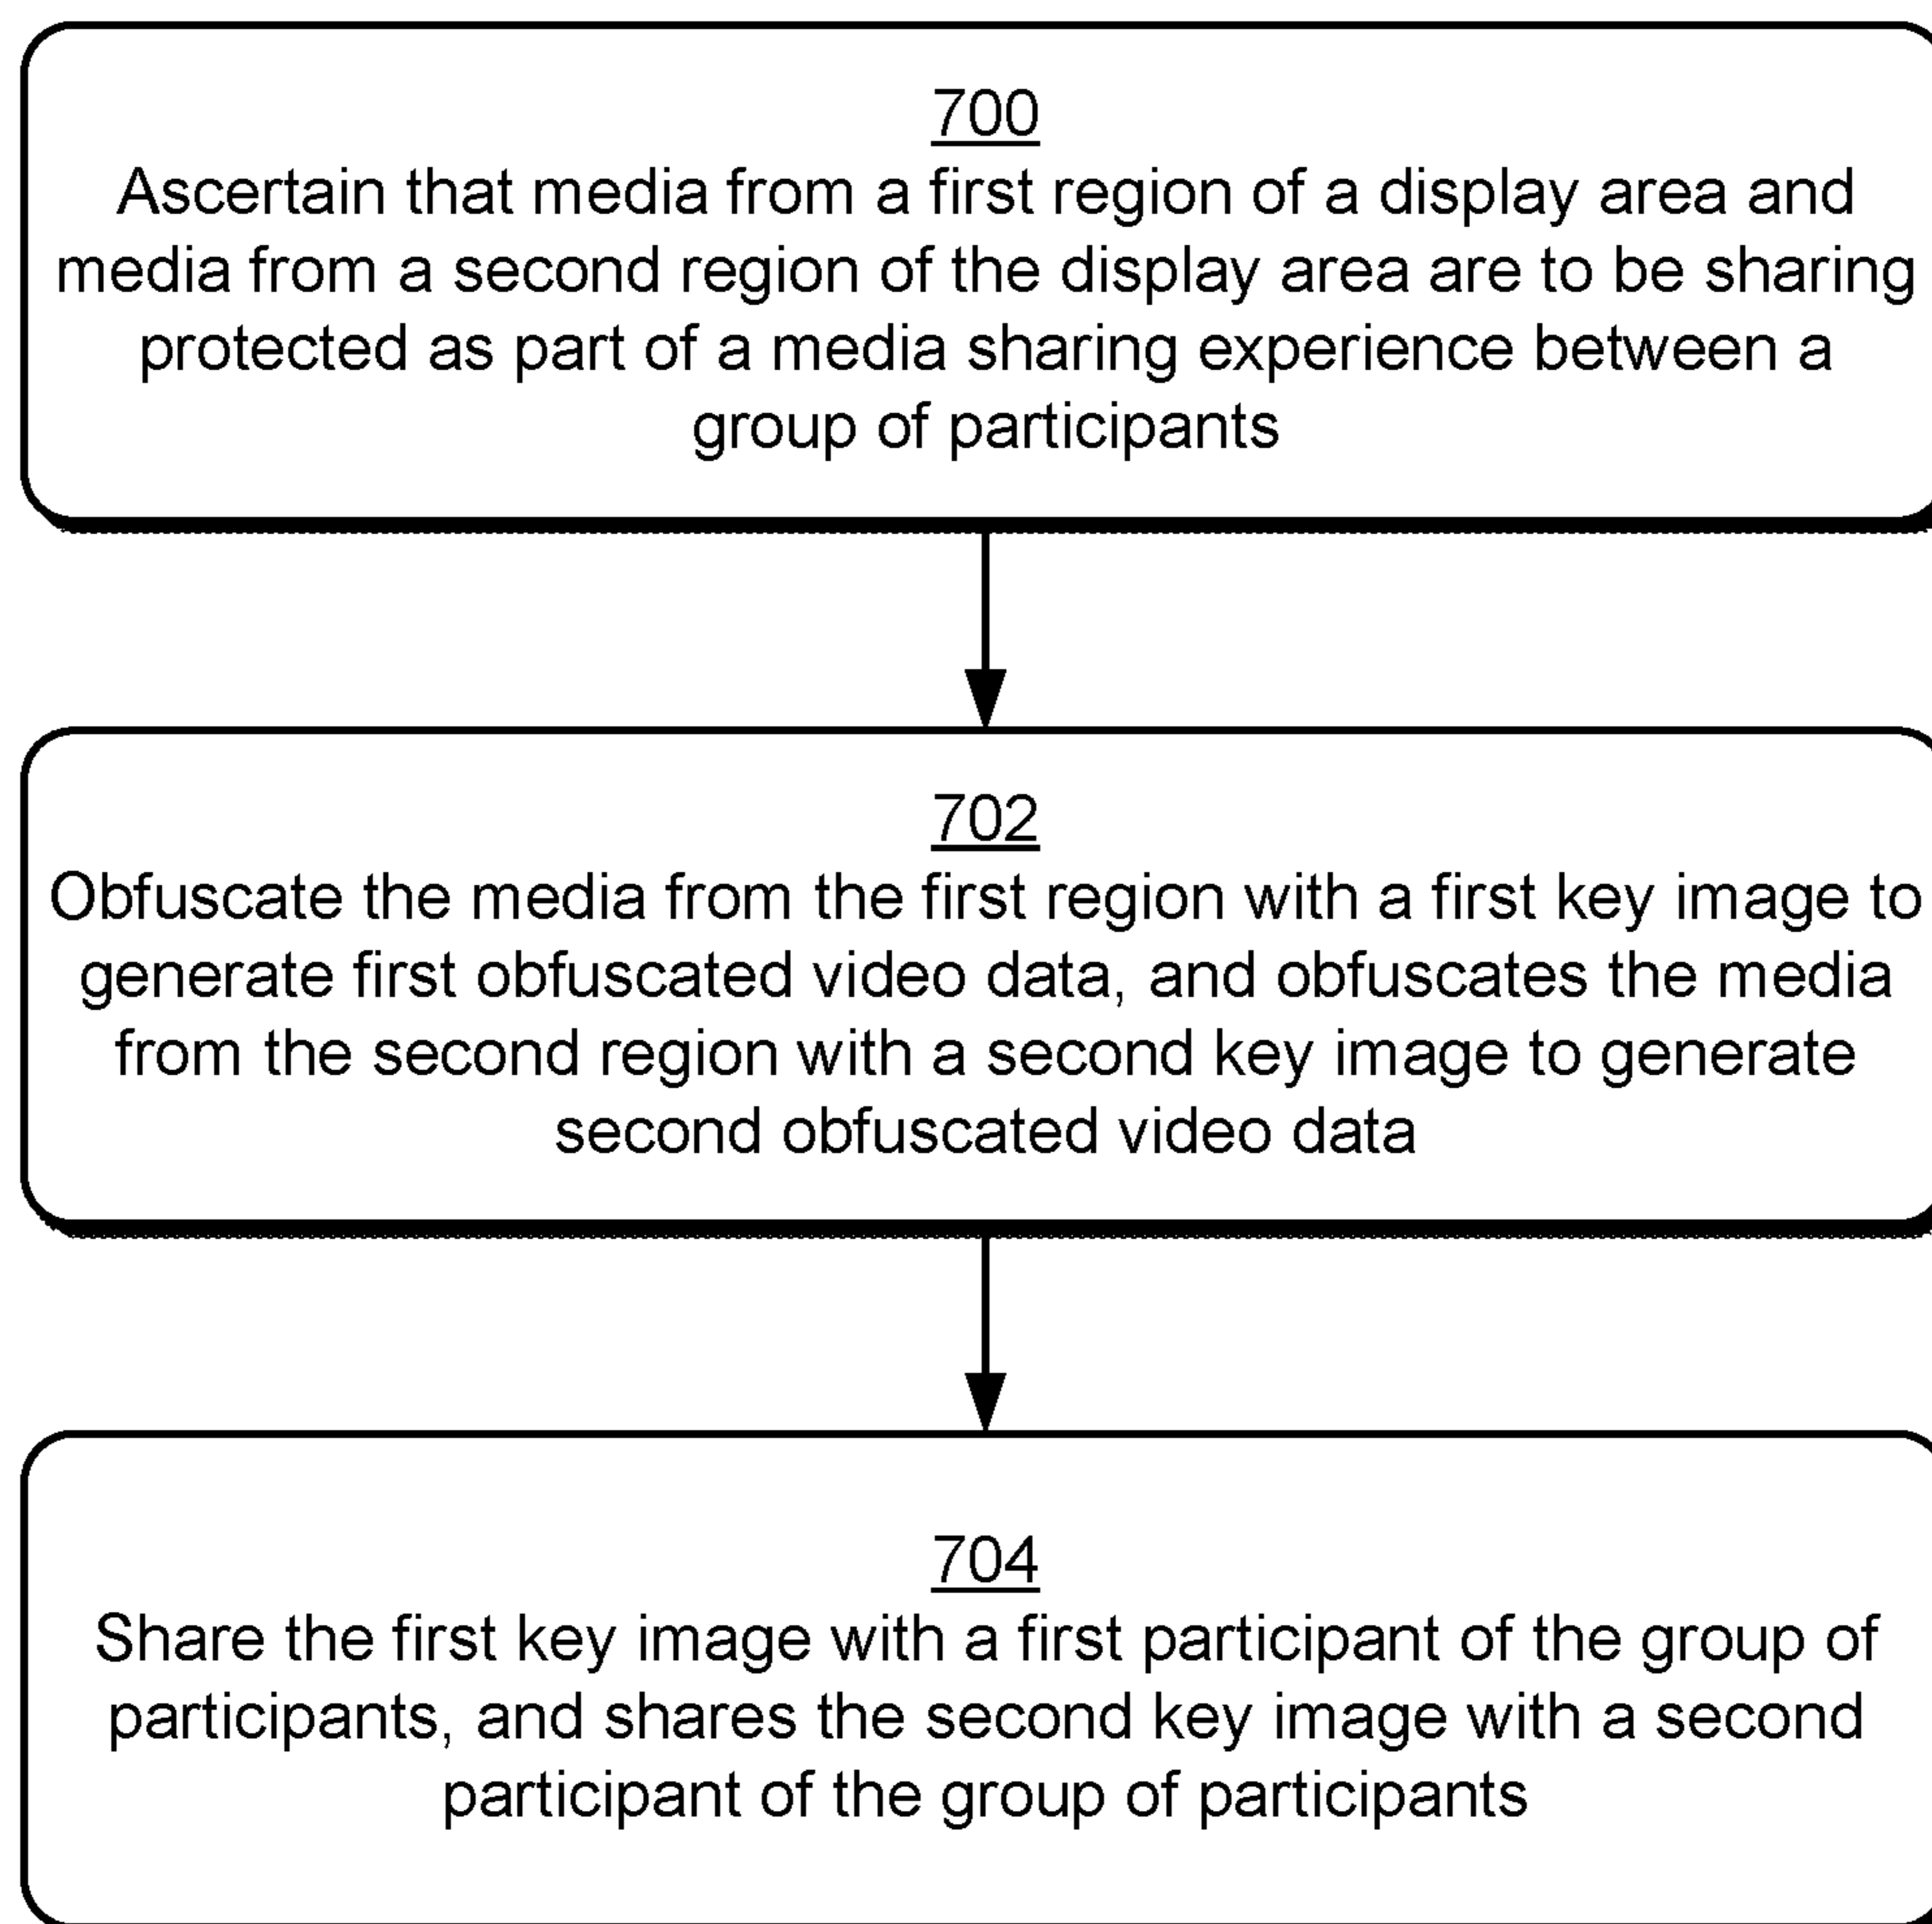 700
Ascertain that media from a first region of a display area and
media from a second region of the display area are to be sharing
protected as part of a media sharing experience between a
group of participants
702
Obfuscate the media from the first region with a first key image to
generate first obfuscated video data, and obfuscates the media
from the second region with a second key image to generate
second obfuscated video data
704
Share the first key image with a first participant of the group of
participants, and shares the second key image with a second
participant of the group of participants